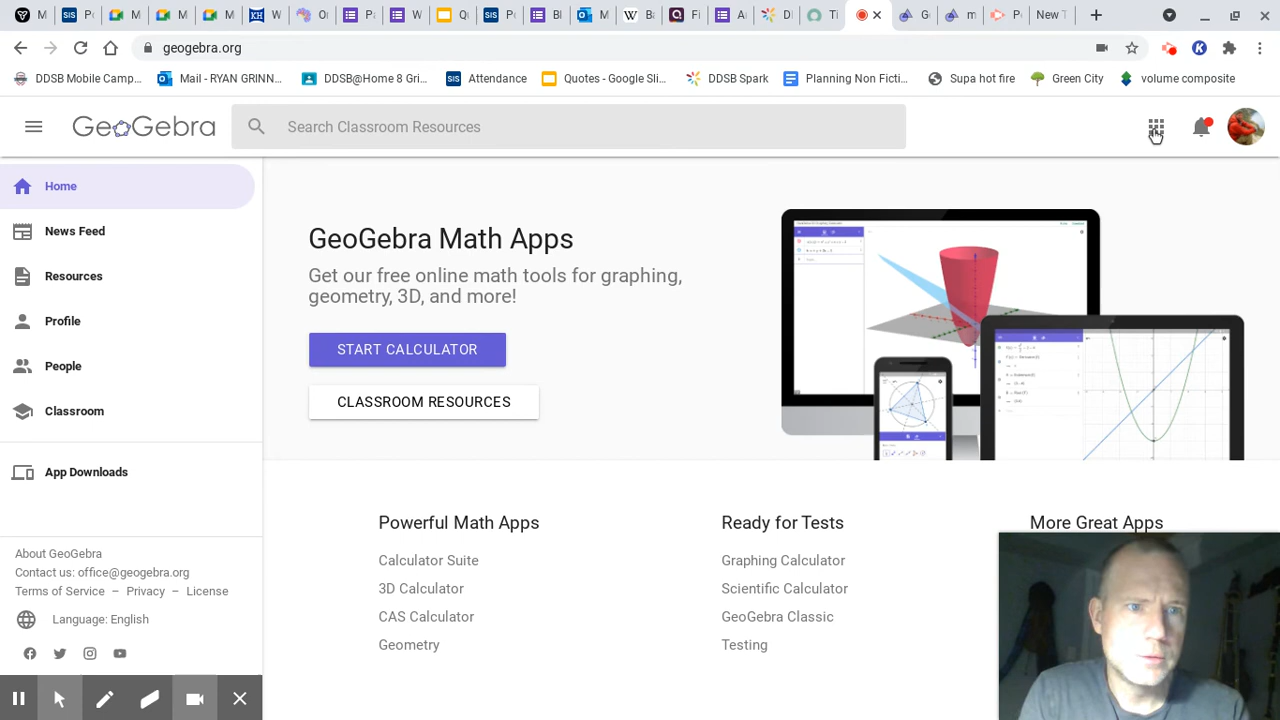 geogebra.org
DDSB Mobile Camp...
Mail - RYAN GRINN...
DDSB@Home 8 Gri...
Attendance
Quotes - Google Sli...
DDSB Spark
Planning Non Fictio...
Supa hot fire
Green City
volume composite
GeoGebra
Search Classroom Resources
Home
News Feed
Resources
Profile
People
Classroom
App Downloads
About GeoGebra
Contact us: office@geogebra.org
Terms of Service – Privacy – License
Language: English
GeoGebra Math Apps
Get our free online math tools for graphing,
geometry, 3D, and more!
START CALCULATOR
CLASSROOM RESOURCES
Powerful Math Apps
Calculator Suite
3D Calculator
CAS Calculator
Geometry
Ready for Tests
Graphing Calculator
Scientific Calculator
GeoGebra Classic
Testing
More Great Apps